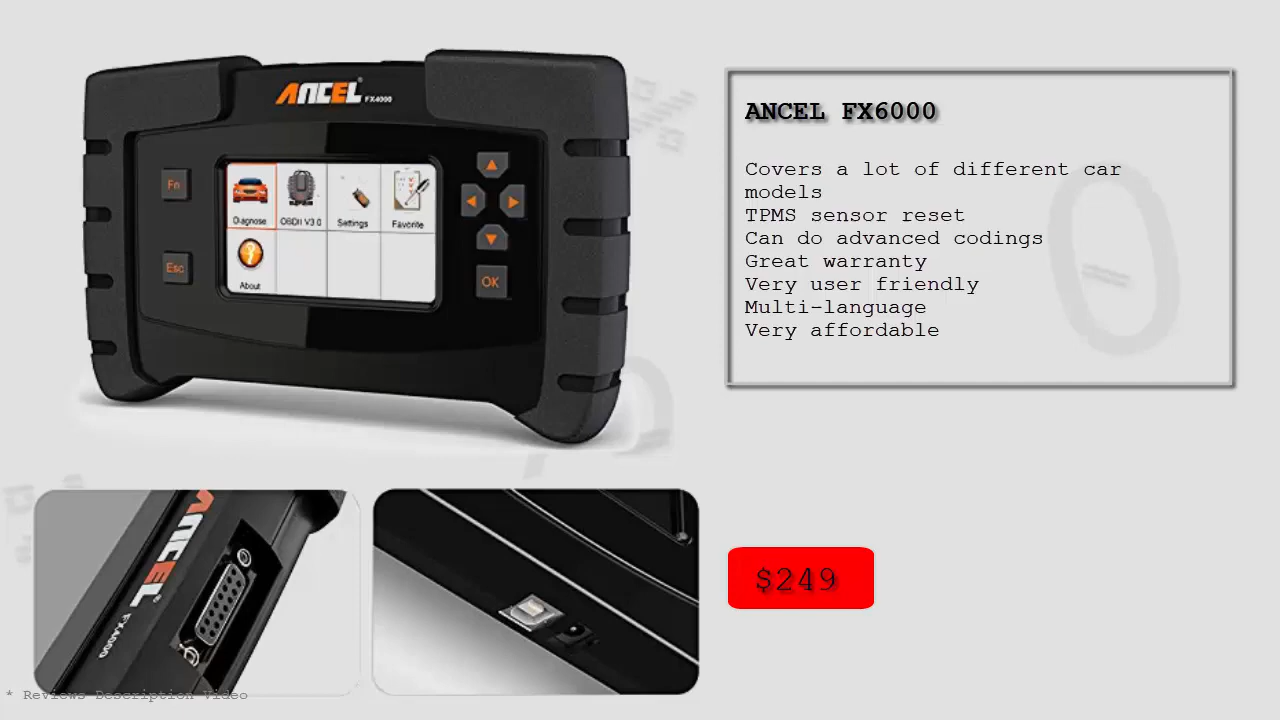 ANCEL
FX4000
Fn
Esc
Diagnose
OBDII V3.0
Settings
Favorite
About
OK
ANCEL FX6000
Covers a lot of different car
models
TPMS sensor reset
Can do advanced codings
Great warranty
Very user friendly
Multi-language
Very affordable
ANCEL
FX4000
$249
* Reviews Description Video